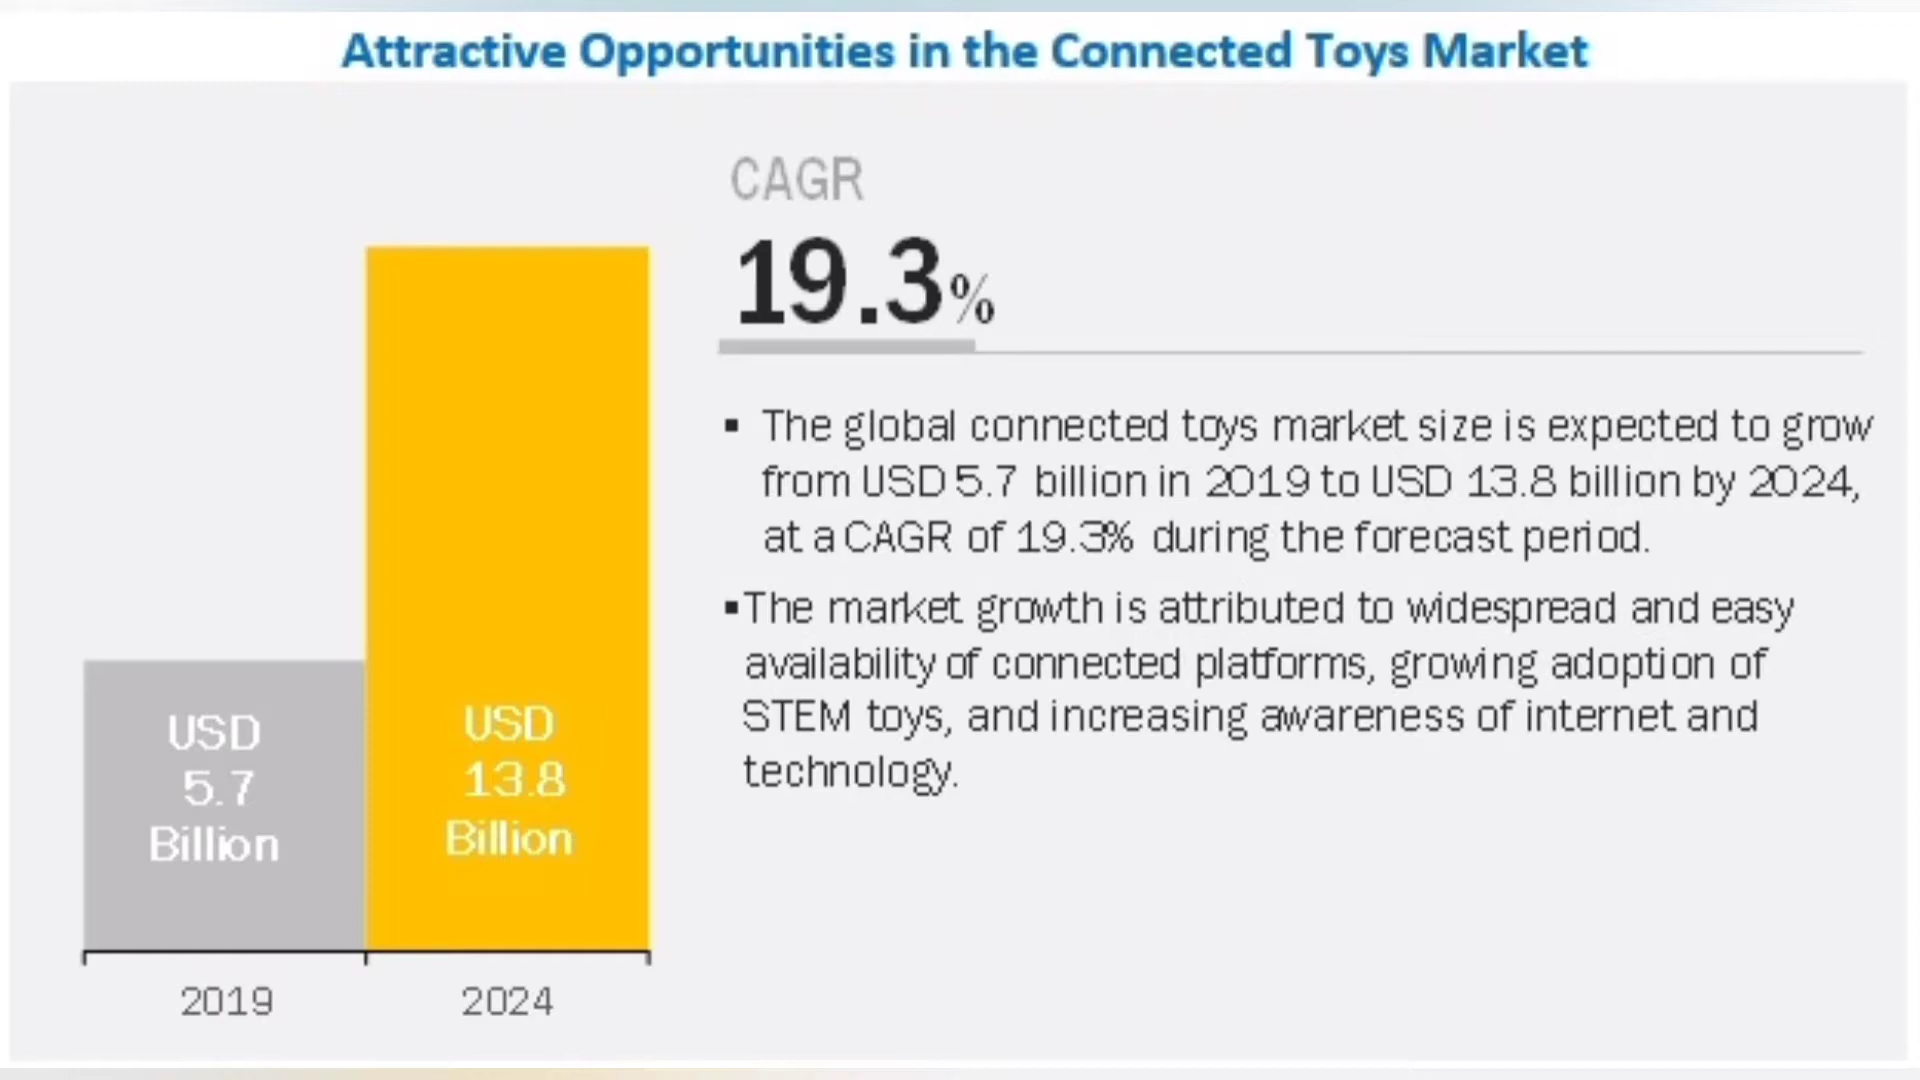 Attractive Opportunities in the Connected Toys Market
CAGR
19.3%
▪ The global connected toys market size is expected to grow
from USD 5.7 billion in 2019 to USD 13.8 billion by 2024,
at a CAGR of 19.3% during the forecast period.
▪The market growth is attributed to widespread and easy
availability of connected platforms, growing adoption of
STEM toys, and increasing awareness of internet and
technology.
USD
5.7
Billion
USD
13.8
Billion
2019
2024